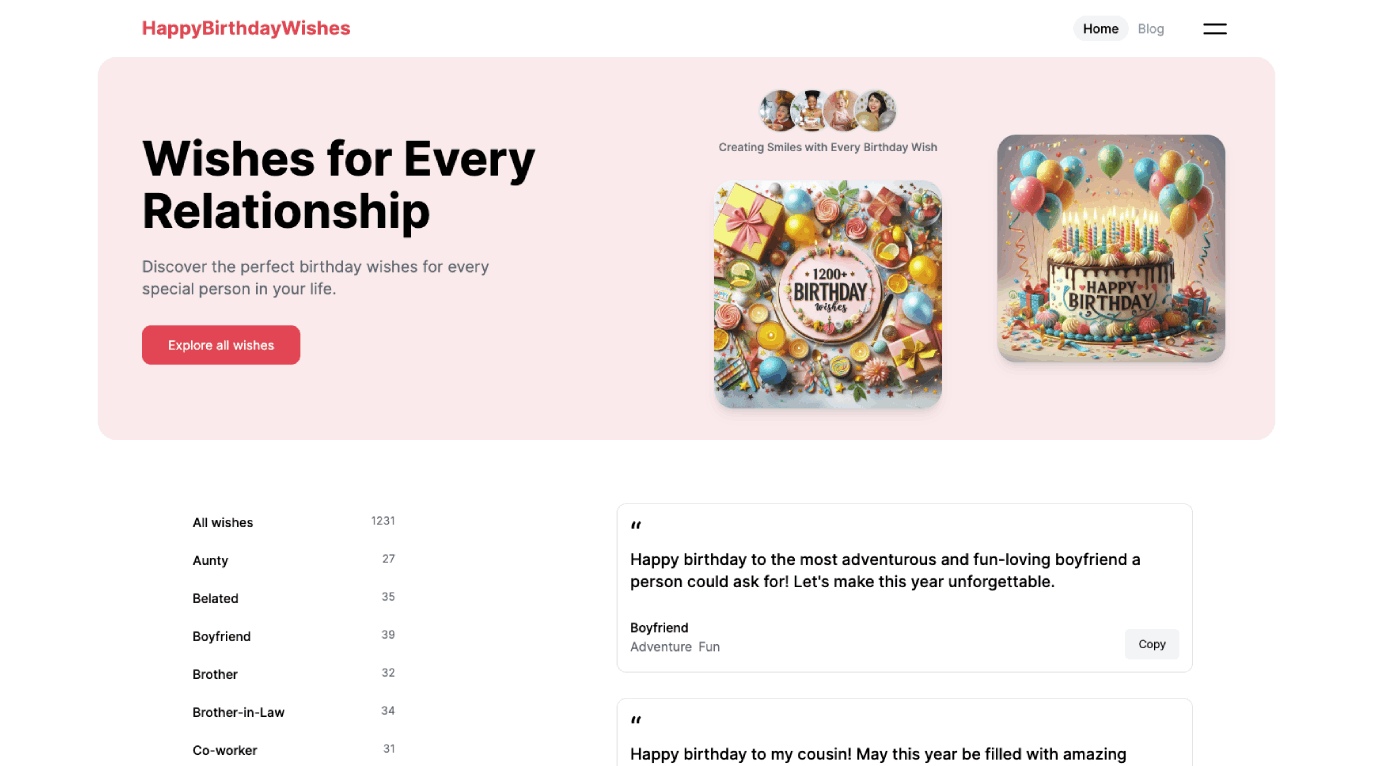 HappyBirthdayWishes
Home
Blog
Wishes for Every
Relationship
Discover the perfect birthday wishes for every
special person in your life.
Explore all wishes
Creating Smiles with Every Birthday Wish
1200+
BIRTHDAY
Wishes
HAPPY
BIRTHDAY
All wishes 1231
Aunty 27
Belated 35
Boyfriend 39
Brother 32
Brother-in-Law 34
Co-worker 31
“
Happy birthday to the most adventurous and fun-loving boyfriend a
person could ask for! Let's make this year unforgettable.
Boyfriend
Adventure Fun
Copy
“
Happy birthday to my cousin! May this year be filled with amazing